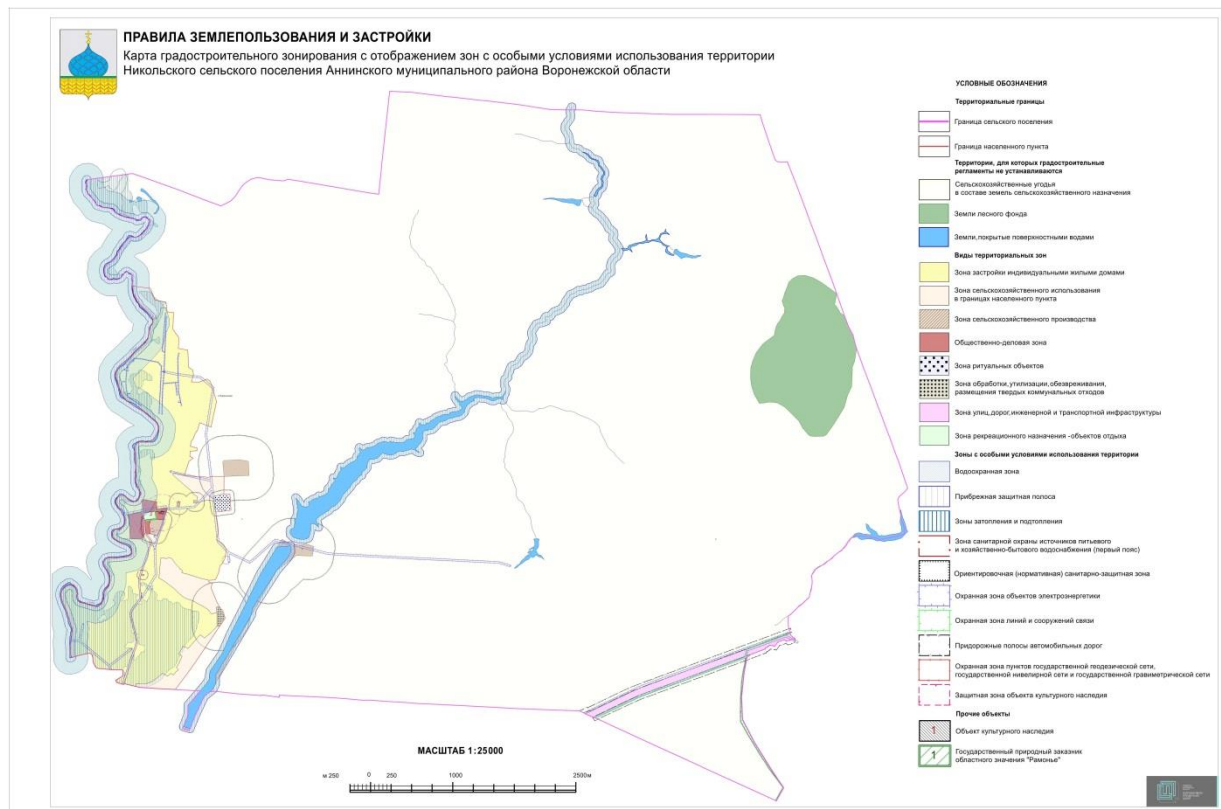 ПРАВИЛА ЗЕМЛЕПОЛЬЗОВАНИЯ И ЗАСТРОЙКИ
Карта градостроительного зонирования с отображением зон с особыми условиями использования территории
Никольского сельского поселения Аннинского муниципального района Воронежской области
УСЛОВНЫЕ ОБОЗНАЧЕНИЯ
Территориальные границы
Граница сельского поселения
Граница населенного пункта
Территории, для которых градостроительные
регламенты не устанавливаются
Сельскохозяйственные угодья
в составе земель сельскохозяйственного назначения
Земли лесного фонда
Земли,покрытые поверхностными водами
Виды территориальных зон
Зона застройки индивидуальными жилыми домами
Зона сельскохозяйственного использования
в границах населенного пункта
Зона сельскохозяйственного производства
Общественно-деловая зона
Зона ритуальных объектов
Зона обработки,утилизации,обезвреживания,
размещения твердых коммунальных отходов
Зона улиц,дорог,инженерной и транспортной инфраструктуры
Зона рекреационного назначения -объектов отдыха
Зоны с особыми условиями использования территории
Водоохранная зона
Прибрежная защитная полоса
Зоны затопления и подтопления
Зона санитарной охраны источников питьевого
и хозяйственно-бытового водоснабжения (первый пояс)
Ориентировочная (нормативная) санитарно-защитная зона
Охранная зона объектов электроэнергетики
Охранная зона линий и сооружений связи
Придорожные полосы автомобильных дорог
Охранная зона пунктов государственной геодезической сети,
государственной нивелирной сети и государственной гравиметрической сети
Защитная зона объекта культурного наследия
Прочие объекты
1
Объект культурного наследия
1
Государственный природный заказник
областного значения "Рамонье"
МАСШТАБ 1:25000
м 250 0 250 1000 2500м